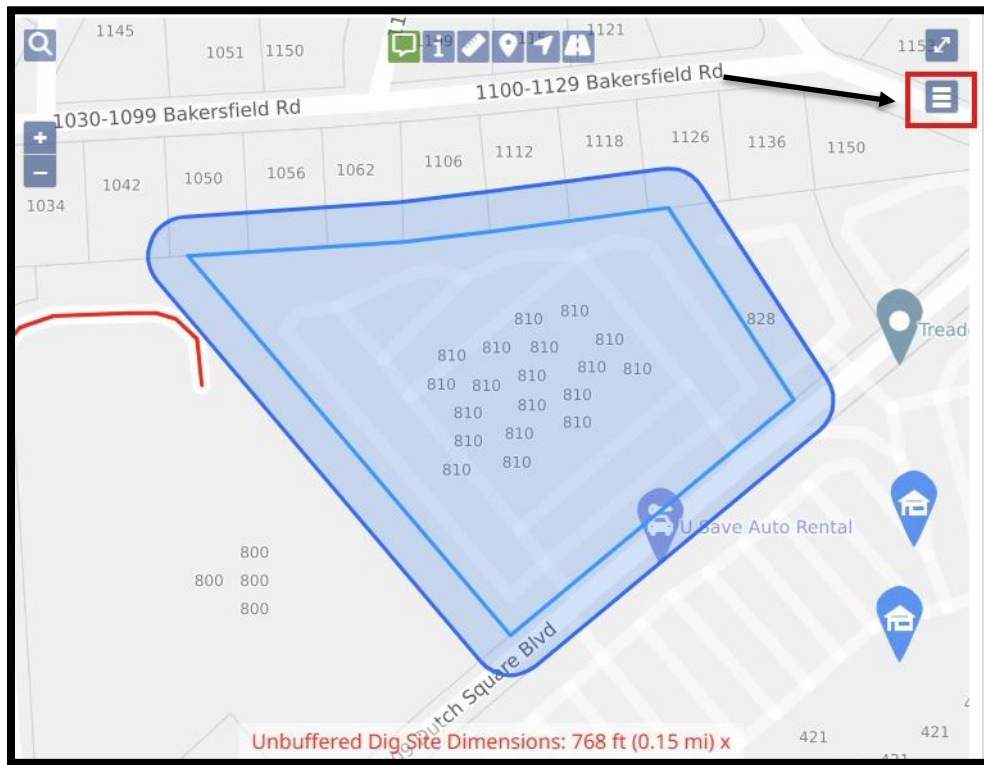 1145
1051
1150
1121
1153
1100-1129 Bakersfield Rd
1030-1099 Bakersfield Rd
1034
1042
1050
1056
1062
1106
1112
1118
1126
1136
1150
810 810
810 810 810 810
810 810 810 810 810
810 810 810
810 810 810
810 810
828
Tread
U Save Auto Rental
800
800 800
800
Dutch Square Blvd
Unbuffered Dig Site Dimensions: 768 ft (0.15 mi) x
421
421